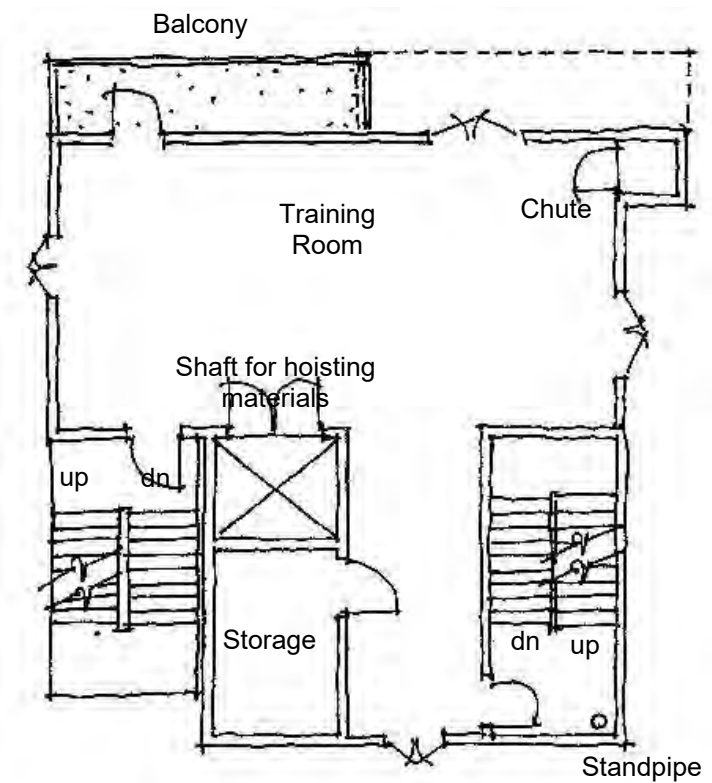 Balcony
Training
Room
Chute
Shaft for hoisting
materials
up
dn
Storage
dn
up
Standpipe